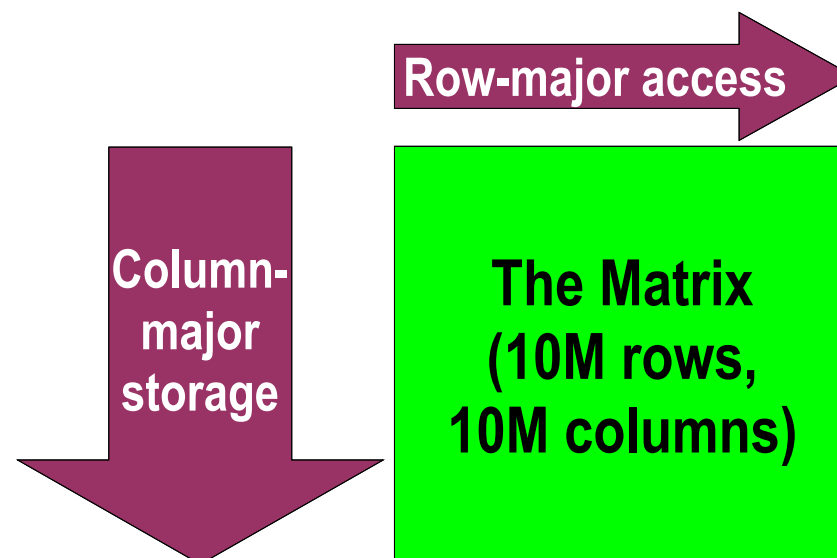 Row-major access
Column-
major
storage
The Matrix
(10M rows,
10M columns)